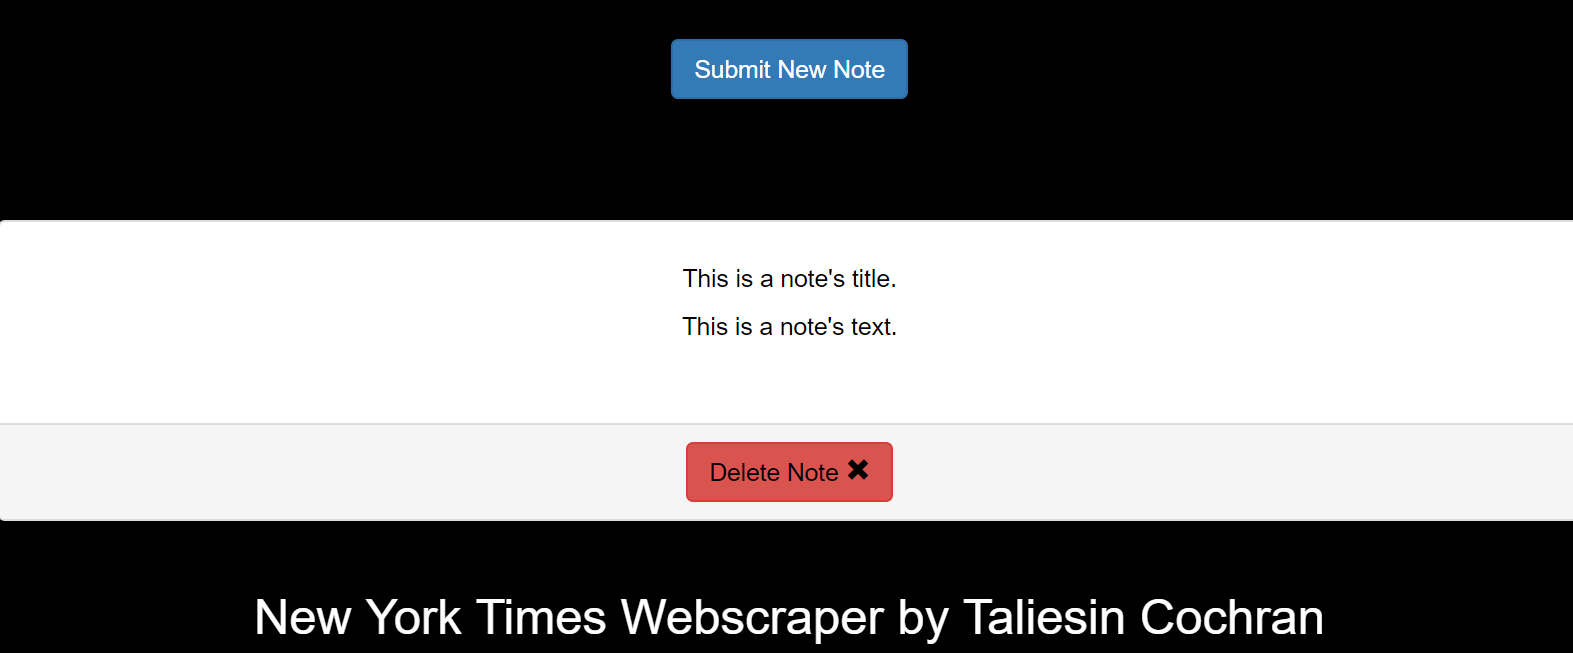 Submit New Note
This is a note's title.
This is a note's text.
Delete Note ✖
New York Times Webscraper by Taliesin Cochran